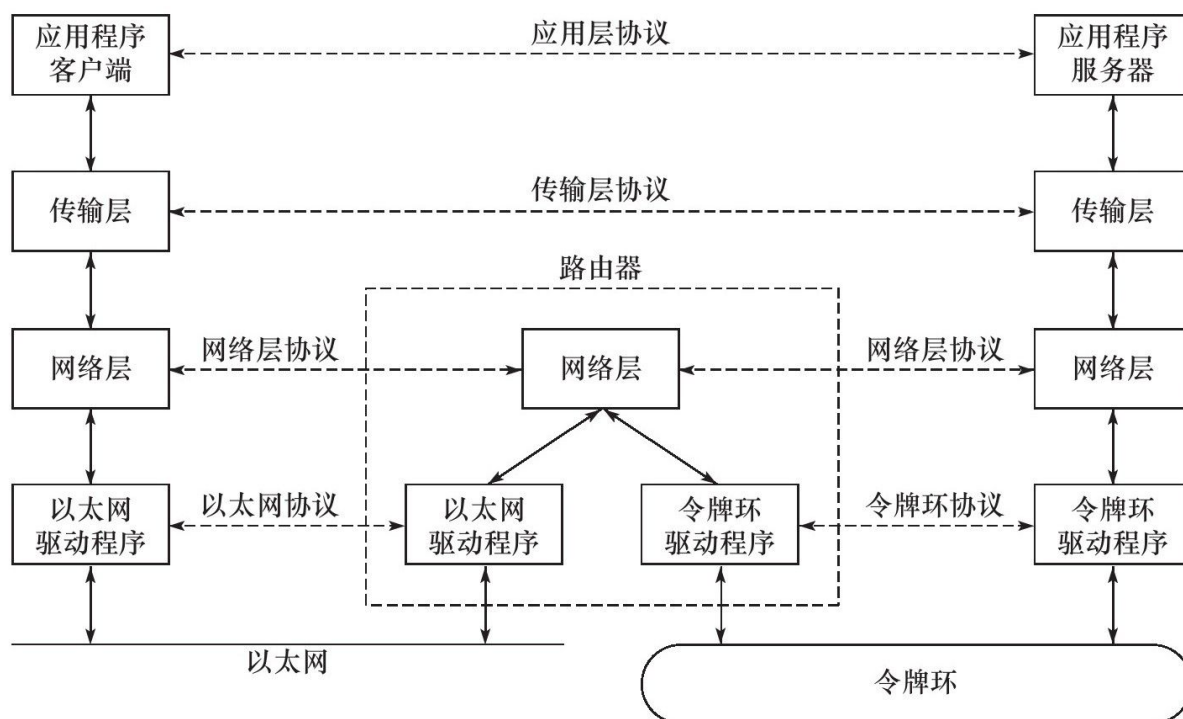 应用程序
客户端
应用层协议
应用程序
服务器
传输层
传输层协议
传输层
路由器
网络层
网络层协议
网络层
网络层协议
网络层
以太网
驱动程序
以太网协议
以太网
驱动程序
令牌环
驱动程序
令牌环协议
令牌环
驱动程序
以太网
令牌环